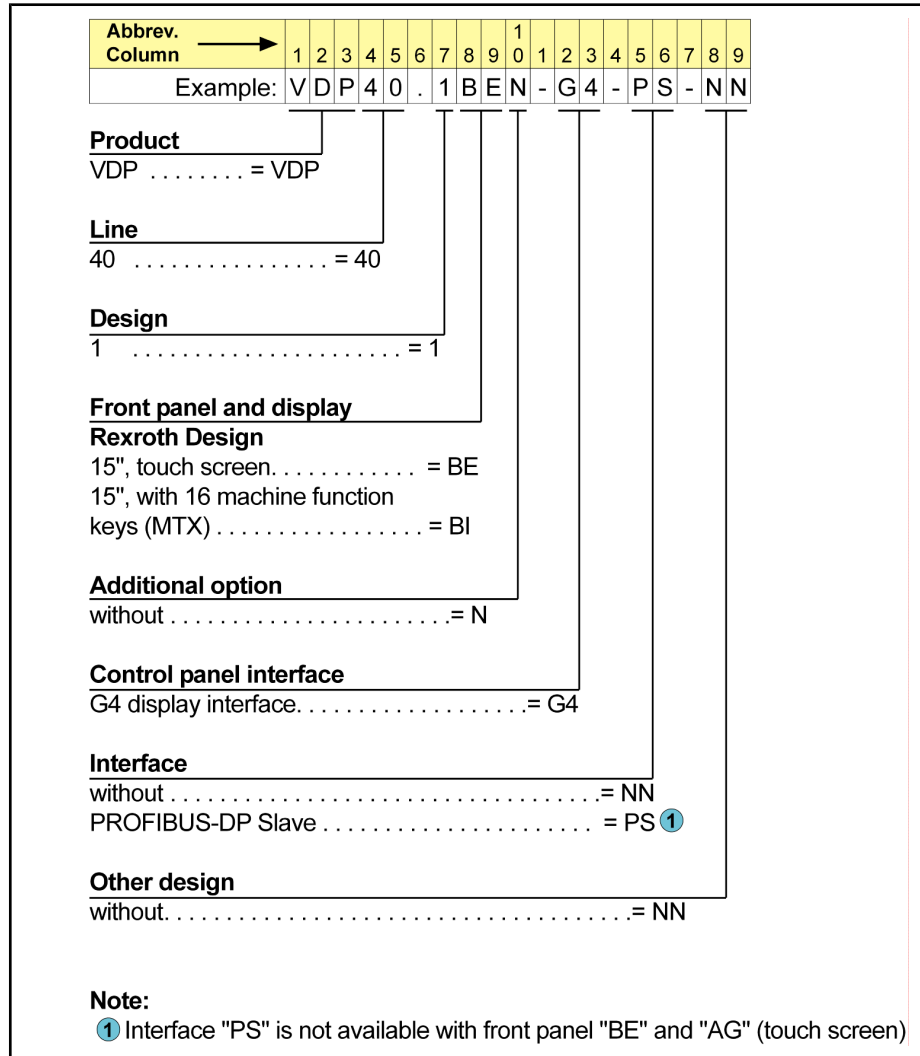 Abbrev.
Column
1 2 3 4 5 6 7 8 9 10 1 2 3 4 5 6 7 8 9
Example: V D P 4 0 . 1 B E N - G 4 - P S - N N
Product
VDP . . . . . . . . = VDP
Line
40 . . . . . . . . . . . . . . . . = 40
Design
1 . . . . . . . . . . . . . . . . . . . . . . = 1
Front panel and display
Rexroth Design
15", touch screen. . . . . . . . . . . . = BE
15", with 16 machine function
keys (MTX) . . . . . . . . . . . . . . . . . = BI
Additional option
without . . . . . . . . . . . . . . . . . . . . . . .= N
Control panel interface
G4 display interface. . . . . . . . . . . . . . . . . . .= G4
Interface
without . . . . . . . . . . . . . . . . . . . . . . . . . . . . . . . . . . .= NN
PROFIBUS-DP Slave . . . . . . . . . . . . . . . . . . . . . . = PS 1
Other design
without. . . . . . . . . . . . . . . . . . . . . . . . . . . . . . . . . . . . . .= NN
Note:
1 Interface "PS" is not available with front panel "BE" and "AG" (touch screen)